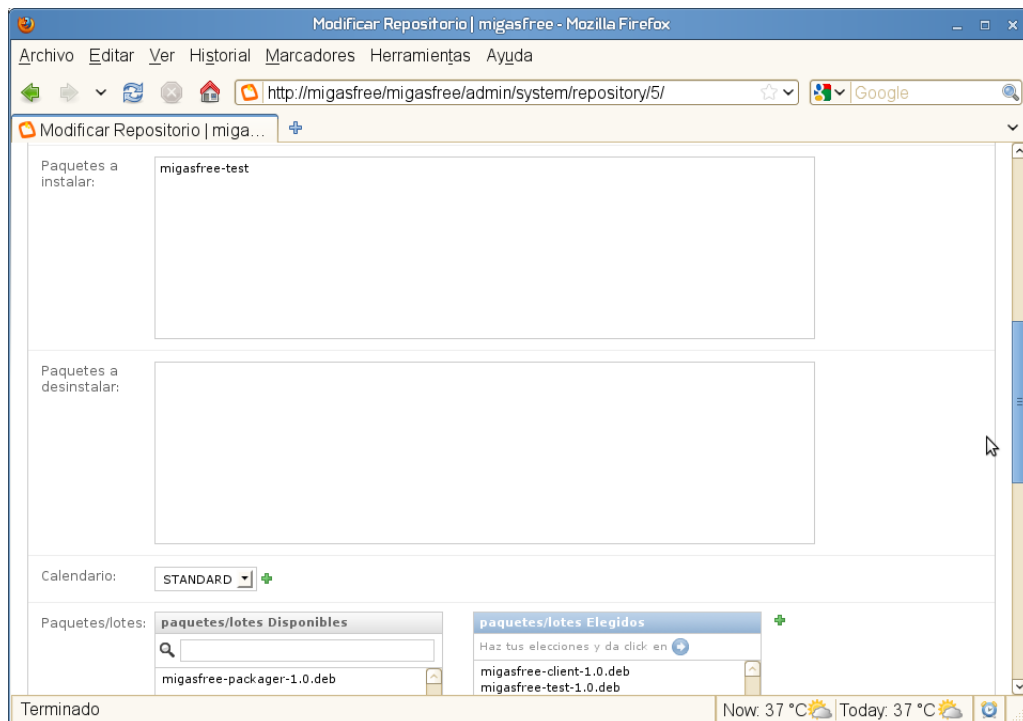 Modificar Repositorio | migasfree - Mozilla Firefox
Archivo Editar Ver Historial Marcadores Herramientas Ayuda
http://migasfree/migasfree/admin/system/repository/5/
Google
Modificar Repositorio | miga...
Paquetes a
instalar:
migasfree-test
Paquetes a
desinstalar:
Calendario:
STANDARD
Paquetes/lotes:
paquetes/lotes Disponibles
paquetes/lotes Elegidos
Haz tus elecciones y da click en
migasfree-packager-1.0.deb
migasfree-client-1.0.deb
migasfree-test-1.0.deb
Terminado
Now: 37 °C
Today: 37 °C